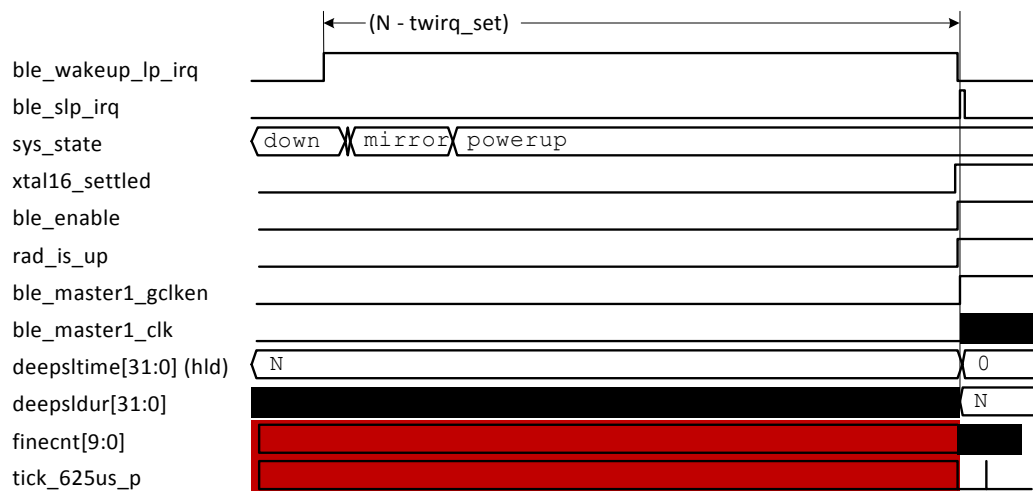 (N - twirq_set)
ble_wakeup_lp_irq
ble_slp_irq
sys_state down mirror powerup
xtal16_settled
ble_enable
rad_is_up
ble_master1_gclken
ble_master1_clk
deepsltime[31:0] (hld) N 0
deepsldur[31:0] N
finecnt[9:0]
tick_625us_p